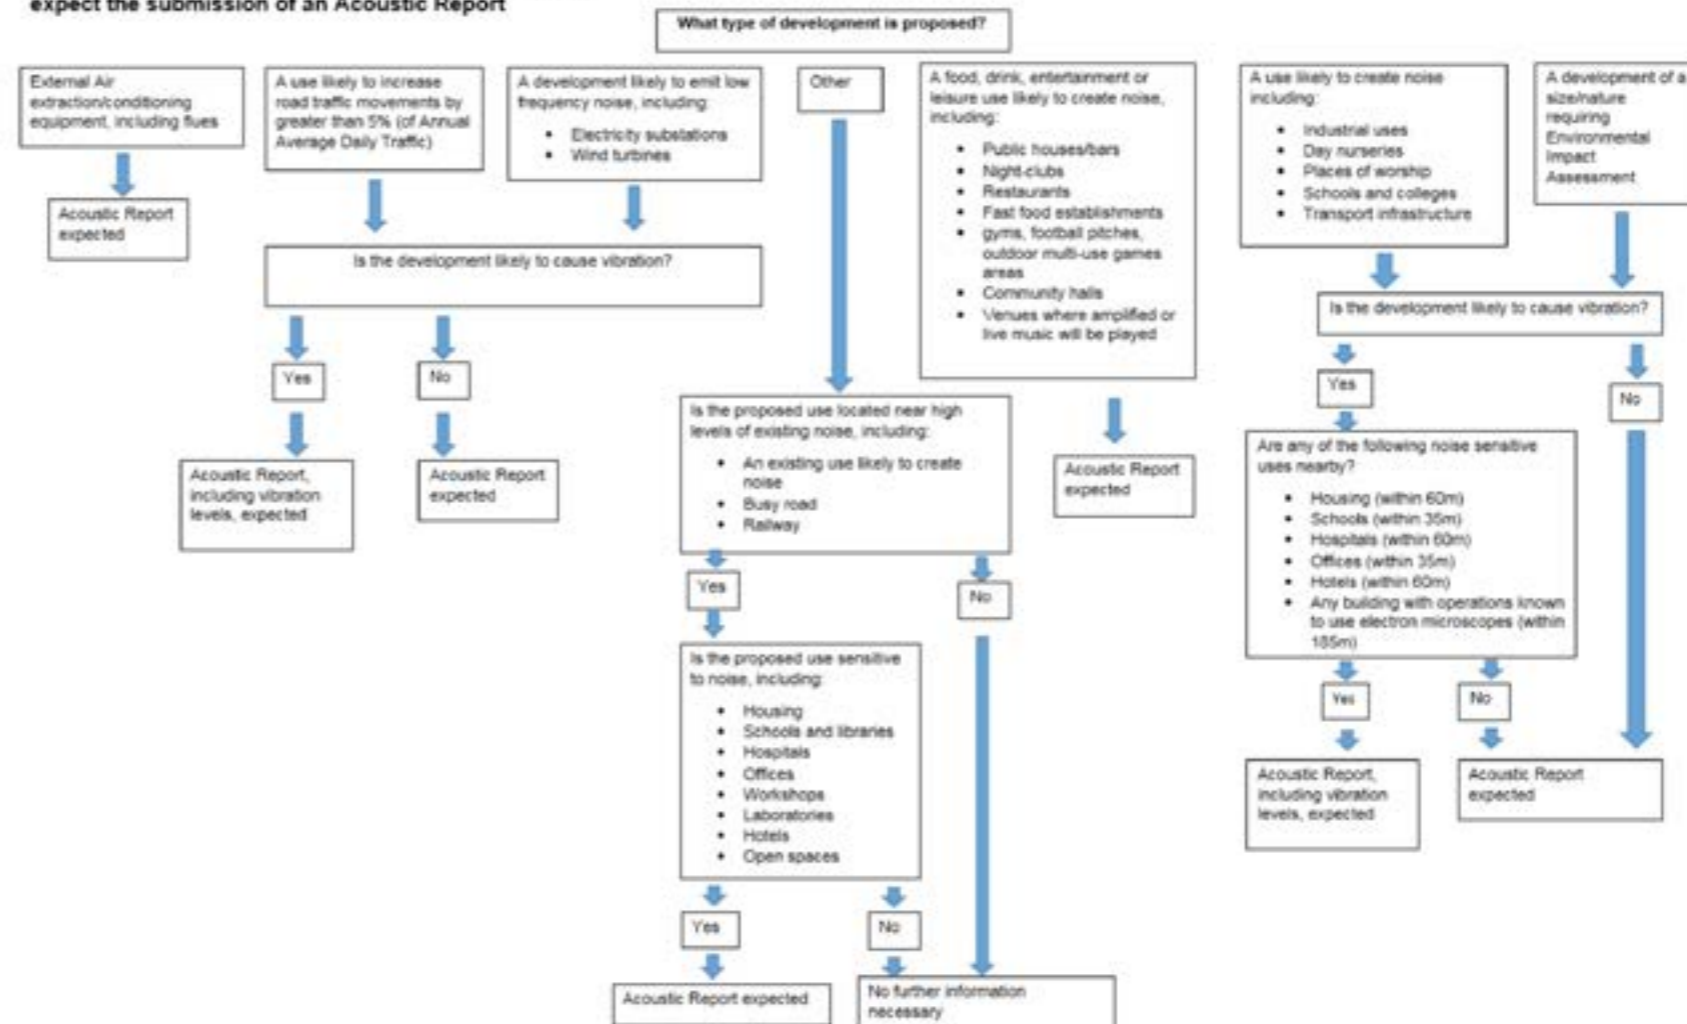 expect the submission of an Acoustic Report
What type of development is proposed?
External Air
extraction/conditioning
equipment, including flues
Acoustic Report
expected
A use likely to increase
road traffic movements by
greater than 5% (of Annual
Average Daily Traffic)
A development likely to emit low
frequency noise, including:
• Electricity substations
• Wind turbines
Is the development likely to cause vibration?
Yes
No
Acoustic Report,
including vibration
levels, expected
Acoustic Report
expected
Other
Is the proposed use located near high
levels of existing noise, including:
• An existing use likely to create
noise
• Busy road
• Railway
Yes
No
Is the proposed use sensitive
to noise, including:
• Housing
• Schools and libraries
• Hospitals
• Offices
• Workshops
• Laboratories
• Hotels
• Open spaces
Yes
No
Acoustic Report expected
No further information
necessary
A food, drink, entertainment or
leisure use likely to create noise,
including:
• Public houses/bars
• Night-clubs
• Restaurants
• Fast food establishments
• gyms, football pitches,
outdoor multi-use games
areas
• Community halls
• Venues where amplified or
live music will be played
Acoustic Report
expected
A use likely to create noise
including:
• Industrial uses
• Day nurseries
• Places of worship
• Schools and colleges
• Transport infrastructure
A development of a
size/nature
requiring
Environmental
Impact
Assessment
Is the development likely to cause vibration?
Yes
No
Are any of the following noise sensitive
uses nearby?
• Housing (within 60m)
• Schools (within 35m)
• Hospitals (within 60m)
• Offices (within 35m)
• Hotels (within 60m)
• Any building with operations known
to use electron microscopes (within
185m)
Yes
No
Acoustic Report,
including vibration
levels, expected
Acoustic Report
expected